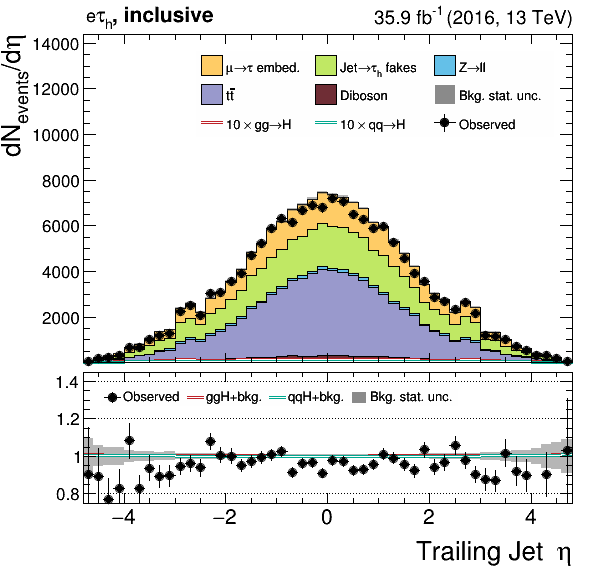 eτh, inclusive 35.9 fb-1 (2016, 13 TeV)
dNevents/dη
14000
12000
10000
8000
6000
4000
2000
μ→τ embed. Jet→τh fakes Z→ll
tt̅ Diboson Bkg. stat. unc.
10 × gg→H 10 × qq→H Observed
1.4
1.2
1
0.8
Observed ggH+bkg. qqH+bkg. Bkg. stat. unc.
−4 −2 0 2 4
Trailing Jet η